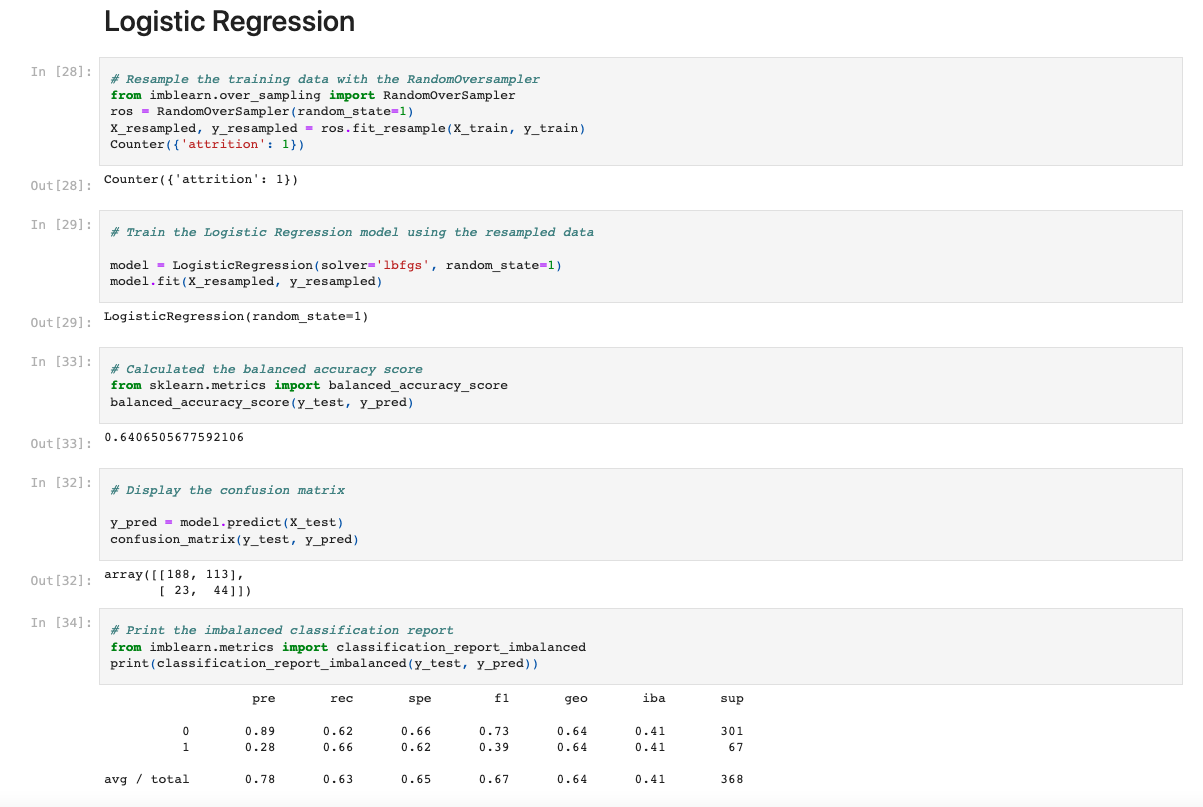 Logistic Regression
In [28]:
# Resample the training data with the RandomOversampler
from imblearn.over_sampling import RandomOverSampler
ros = RandomOverSampler(random_state=1)
X_resampled, y_resampled = ros.fit_resample(X_train, y_train)
Counter({'attrition': 1})
Out[28]: Counter({'attrition': 1})
In [29]:
# Train the Logistic Regression model using the resampled data
model = LogisticRegression(solver='lbfgs', random_state=1)
model.fit(X_resampled, y_resampled)
Out[29]: LogisticRegression(random_state=1)
In [33]:
# Calculated the balanced accuracy score
from sklearn.metrics import balanced_accuracy_score
balanced_accuracy_score(y_test, y_pred)
Out[33]: 0.6406505677592106
In [32]:
# Display the confusion matrix
y_pred = model.predict(X_test)
confusion_matrix(y_test, y_pred)
Out[32]: array([[188, 113],
[ 23, 44]])
In [34]:
# Print the imbalanced classification report
from imblearn.metrics import classification_report_imbalanced
print(classification_report_imbalanced(y_test, y_pred))
pre rec spe f1 geo iba sup
0 0.89 0.62 0.66 0.73 0.64 0.41 301
1 0.28 0.66 0.62 0.39 0.64 0.41 67
avg / total 0.78 0.63 0.65 0.67 0.64 0.41 368